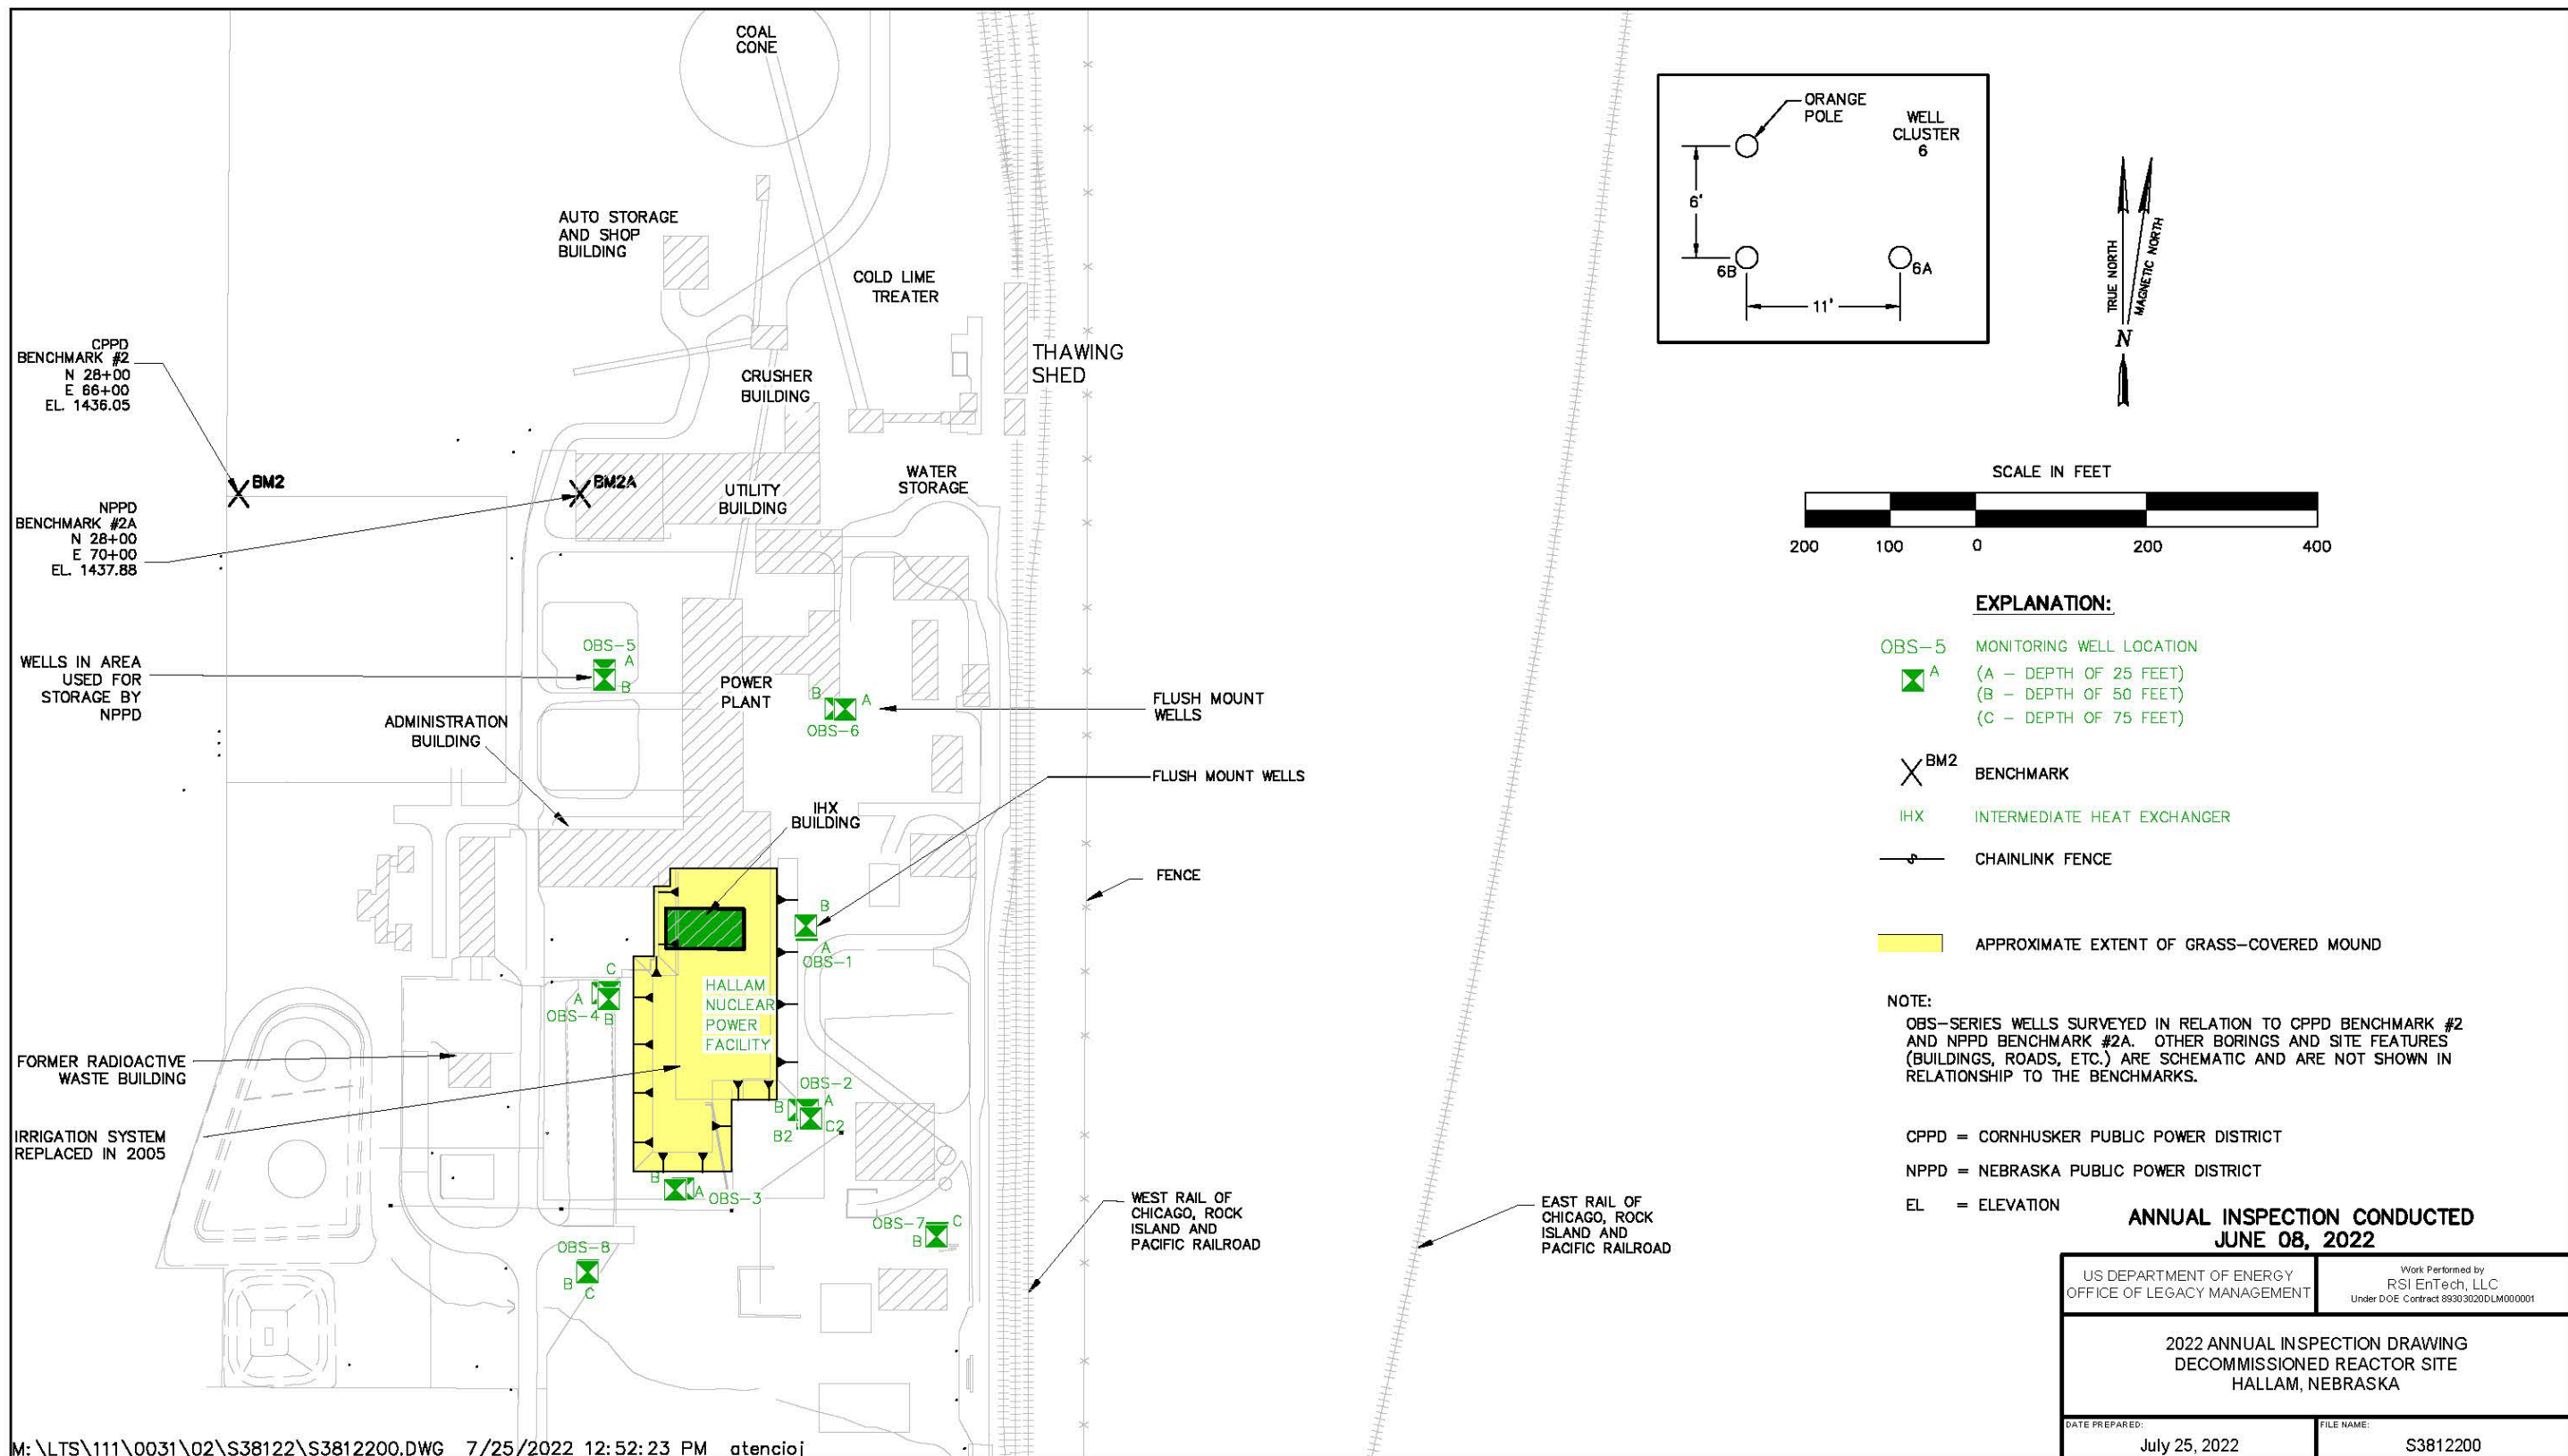 COAL
CONE
AUTO STORAGE
AND SHOP
BUILDING
COLD LIME
TREATER
THAWING
SHED
CRUSHER
BUILDING
CPPD
BENCHMARK #2
N 28+00
E 66+00
EL. 1436.05
BM2
BM2A
NPPD
BENCHMARK #2A
N 28+00
E 70+00
EL. 1437.88
UTILITY
BUILDING
WATER
STORAGE
WELLS IN AREA
USED FOR
STORAGE BY
NPPD
OBS-5
A
B
POWER
PLANT
B
A
OBS-6
FLUSH MOUNT
WELLS
ADMINISTRATION
BUILDING
FLUSH MOUNT WELLS
IHX
BUILDING
FENCE
B
A
OBS-1
C
A
OBS-4
B
HALLAM
NUCLEAR
POWER
FACILITY
FORMER RADIOACTIVE
WASTE BUILDING
OBS-2
B
A
B2
C2
IRRIGATION SYSTEM
REPLACED IN 2005
B
A
OBS-3
OBS-7
C
B
OBS-8
B
C
WEST RAIL OF
CHICAGO, ROCK
ISLAND AND
PACIFIC RAILROAD
EAST RAIL OF
CHICAGO, ROCK
ISLAND AND
PACIFIC RAILROAD
ORANGE
POLE
WELL
CLUSTER
6
6'
6B
6A
11'
TRUE NORTH
MAGNETIC NORTH
N
SCALE IN FEET
200 100 0 200 400
EXPLANATION:
OBS-5 MONITORING WELL LOCATION
A (A - DEPTH OF 25 FEET)
(B - DEPTH OF 50 FEET)
(C - DEPTH OF 75 FEET)
BM2 BENCHMARK
IHX INTERMEDIATE HEAT EXCHANGER
CHAINLINK FENCE
APPROXIMATE EXTENT OF GRASS-COVERED MOUND
NOTE:
OBS-SERIES WELLS SURVEYED IN RELATION TO CPPD BENCHMARK #2
AND NPPD BENCHMARK #2A. OTHER BORINGS AND SITE FEATURES
(BUILDINGS, ROADS, ETC.) ARE SCHEMATIC AND ARE NOT SHOWN IN
RELATIONSHIP TO THE BENCHMARKS.
CPPD = CORNHUSKER PUBLIC POWER DISTRICT
NPPD = NEBRASKA PUBLIC POWER DISTRICT
EL = ELEVATION
ANNUAL INSPECTION CONDUCTED
JUNE 08, 2022
US DEPARTMENT OF ENERGY
OFFICE OF LEGACY MANAGEMENT
Work Performed by
RSI EnTech, LLC
Under DOE Contract 89303020DLM000001
2022 ANNUAL INSPECTION DRAWING
DECOMMISSIONED REACTOR SITE
HALLAM, NEBRASKA
DATE PREPARED:
July 25, 2022
FILE NAME:
S3812200
M:\LTS\111\0031\02\S38122\S3812200.DWG 7/25/2022 12:52:23 PM atencioj